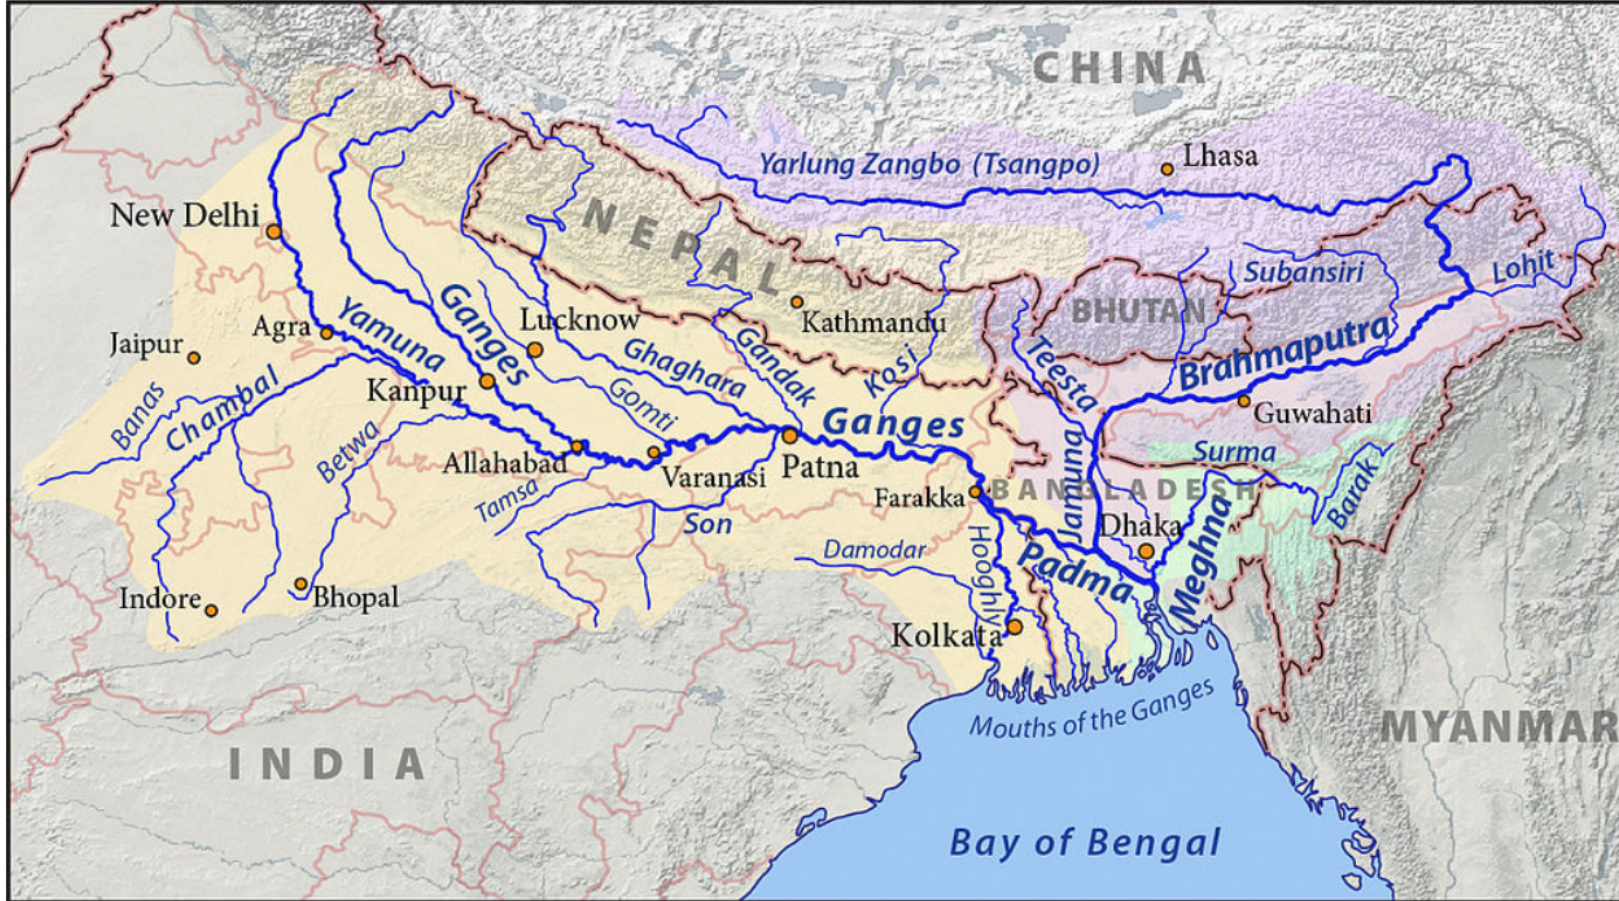 CHINA
Yarlung Zangbo (Tsangpo)
Lhasa
New Delhi
NEPAL
Subansiri
Lohit
BHUTAN
Kathmandu
Agra
Yamuna
Ganges
Lucknow
Jaipur
Ghaghara
Gandak
Kosi
Teesta
Brahmaputra
Kanpur
Banas
Chambal
Gomti
Ganges
Guwahati
Betwa
Allahabad
Varanasi
Patna
Jamuna
Surma
Tamsa
Son
Farakka
BANGLADESH
Barak
Dhaka
Meghna
Hooghly
Padma
Damodar
Indore
Bhopal
Kolkata
Mouths of the Ganges
INDIA
MYANMAR
Bay of Bengal